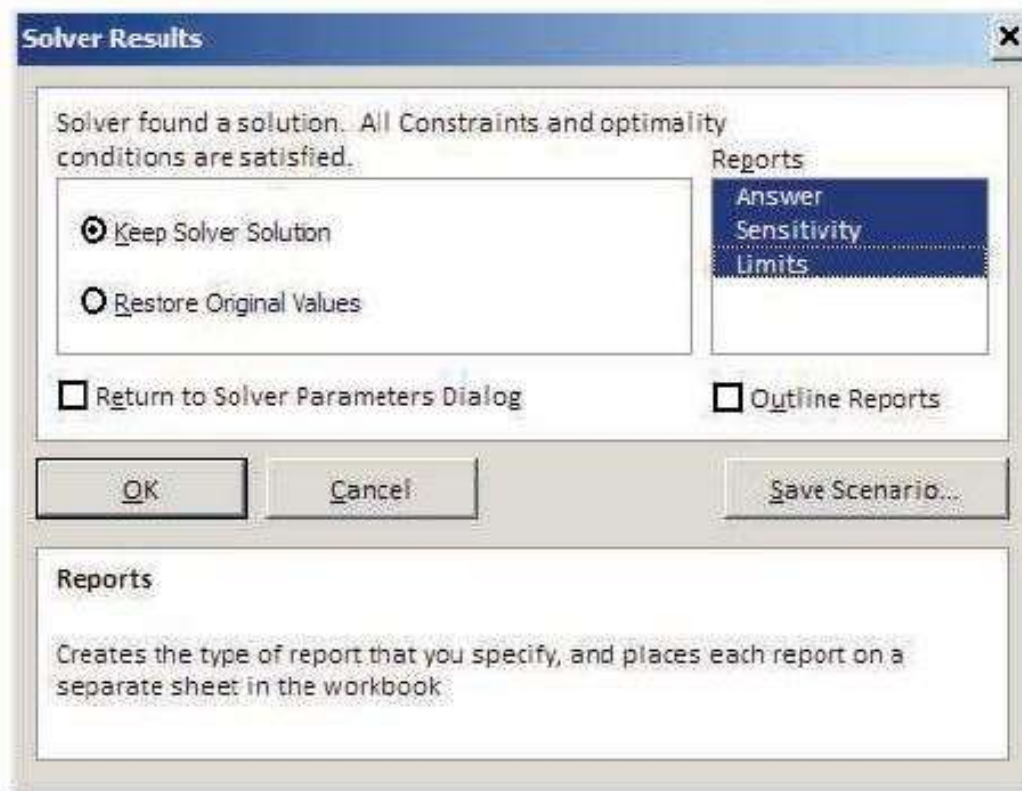 Solver Results
Solver found a solution. All Constraints and optimality
conditions are satisfied.
Reports
Keep Solver Solution
Restore Original Values
Answer
Sensitivity
Limits
Return to Solver Parameters Dialog
Outline Reports
OK
Cancel
Save Scenario...
Reports
Creates the type of report that you specify, and places each report on a
separate sheet in the workbook